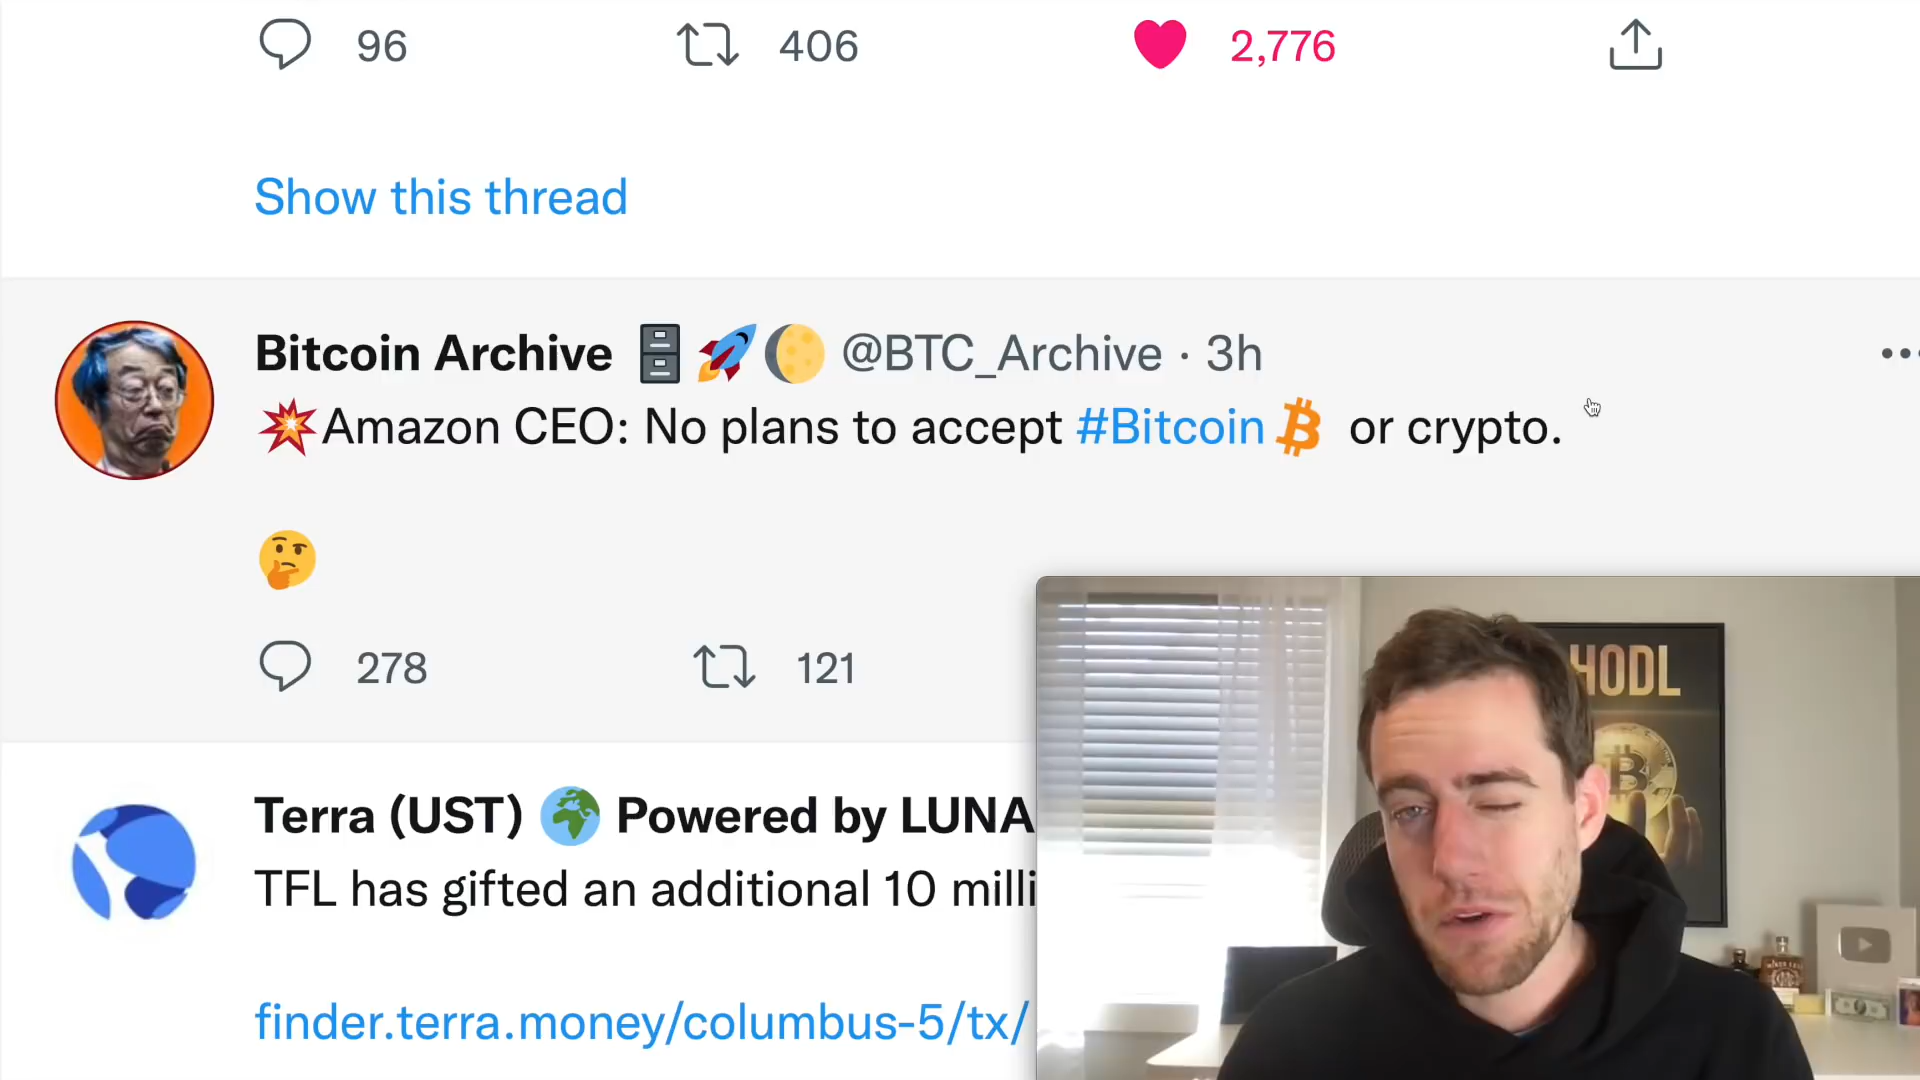 96 406 2,776
Show this thread
Bitcoin Archive 🗄️🚀🌔 @BTC_Archive · 3h
💥Amazon CEO: No plans to accept #Bitcoin or crypto.
🤔
278 121
HODL
Terra (UST) 🌍 Powered by LUNA
TFL has gifted an additional 10 milli
finder.terra.money/columbus-5/tx/